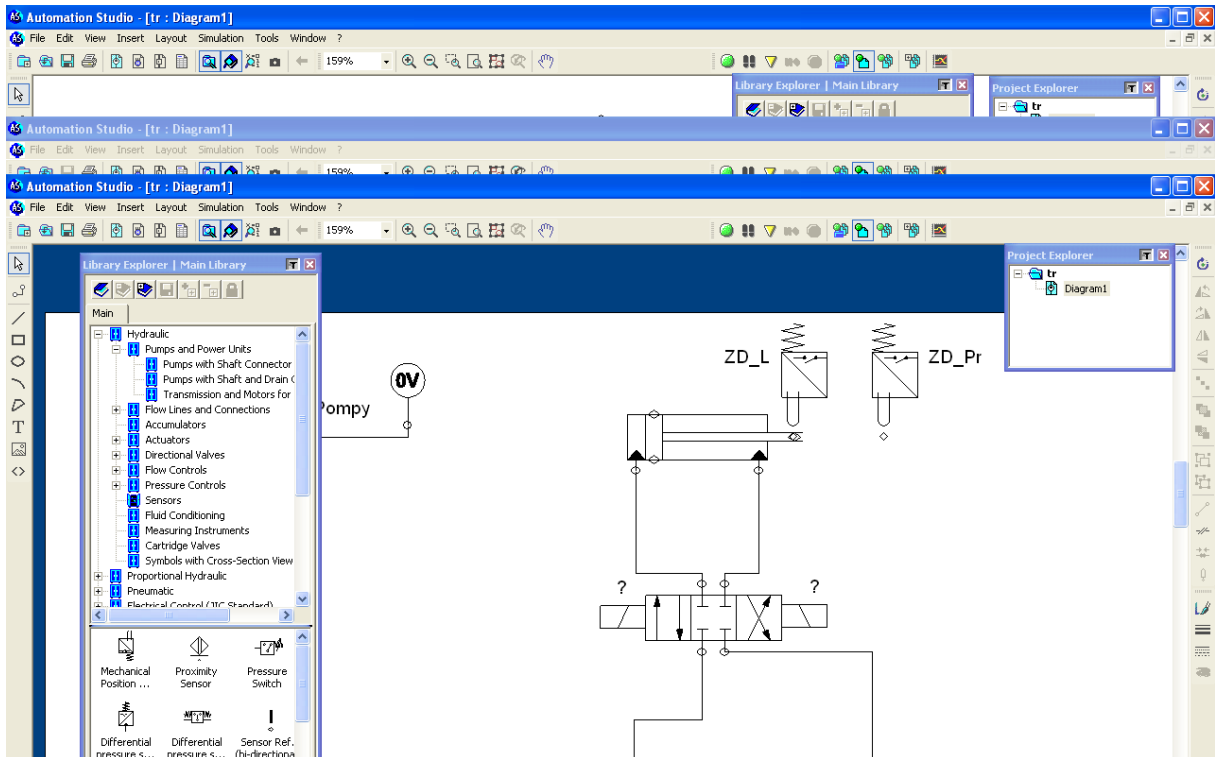 Automation Studio - [tr : Diagram1]
File Edit View Insert Layout Simulation Tools Window ?
159%
Library Explorer | Main Library
Project Explorer
tr
Automation Studio - [tr : Diagram1]
File Edit View Insert Layout Simulation Tools Window ?
159%
Automation Studio - [tr : Diagram1]
File Edit View Insert Layout Simulation Tools Window ?
159%
Library Explorer | Main Library
Main
Hydraulic
Pumps and Power Units
Pumps with Shaft Connector
Pumps with Shaft and Drain
Transmission and Motors for
Flow Lines and Connections
Accumulators
Actuators
Directional Valves
Flow Controls
Pressure Controls
Sensors
Fluid Conditioning
Measuring Instruments
Cartridge Valves
Symbols with Cross-Section View
Proportional Hydraulic
Pneumatic
Electrical Control (JIC Standard)
Mechanical Position ...
Proximity Sensor
Pressure Switch
Differential pressure s...
Differential pressure s...
Sensor Ref. (bi-directiona
Project Explorer
tr
Diagram1
0V
Pompy
ZD_L
ZD_Pr
?
?
T